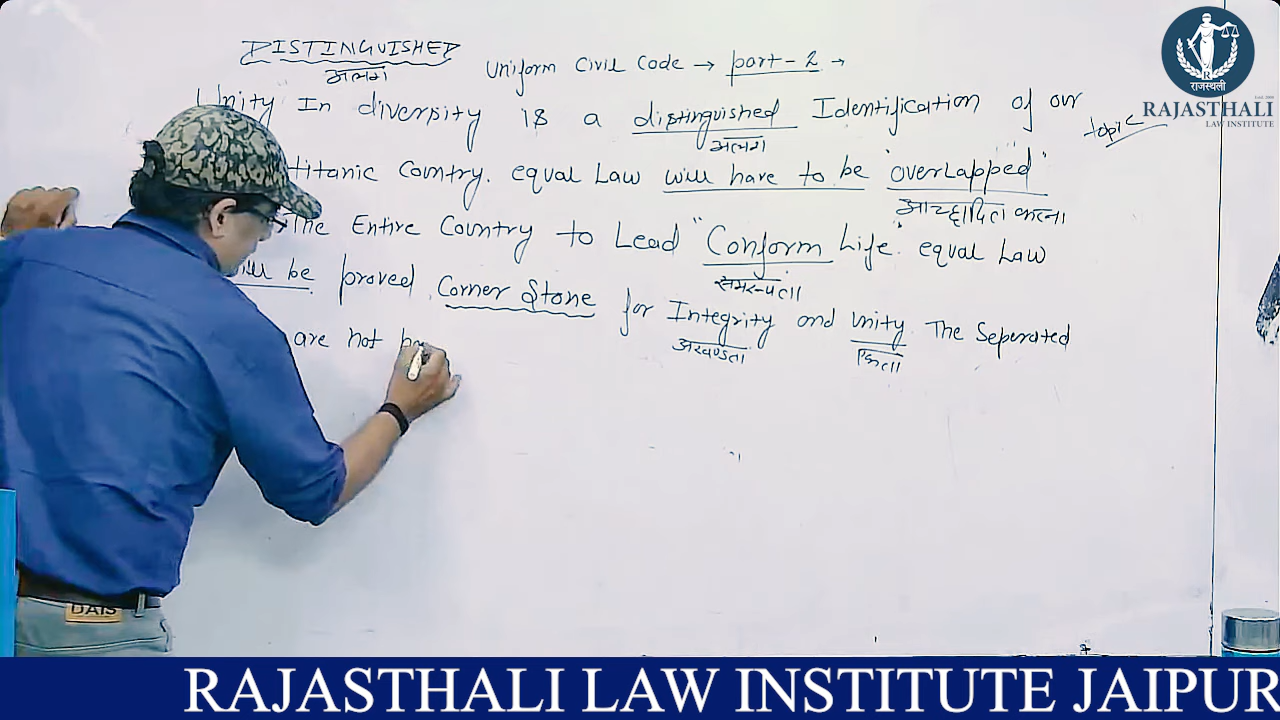 DISTINGUISHED
अलग
Uniform Civil Code → part - 2 →
"Unity" In diversity is a distinguished Identification of our
अलग
topic
titanic Country. equal Law will have to be "overlapped"
आच्छादित करना
The Entire Country to Lead "Conform Life". equal Law
समरूपता
will be proved Corner Stone for Integrity and Unity. The Seperated
अखण्डता
एकता
are not
राजस्थली
RAJASTHALI
LAW INSTITUTE
DAIS
RAJASTHALI LAW INSTITUTE JAIPUR